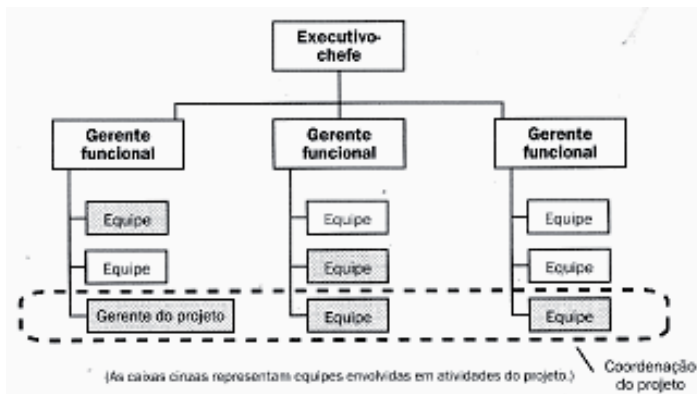 Executivo-
chefe
Gerente
funcional
Gerente
funcional
Gerente
funcional
Equipe
Equipe
Equipe
Equipe
Equipe
Equipe
Gerente do projeto
Equipe
Equipe
(As caixas cinzas representam equipes envolvidas em atividades do projeto.)
Coordenação
do projeto